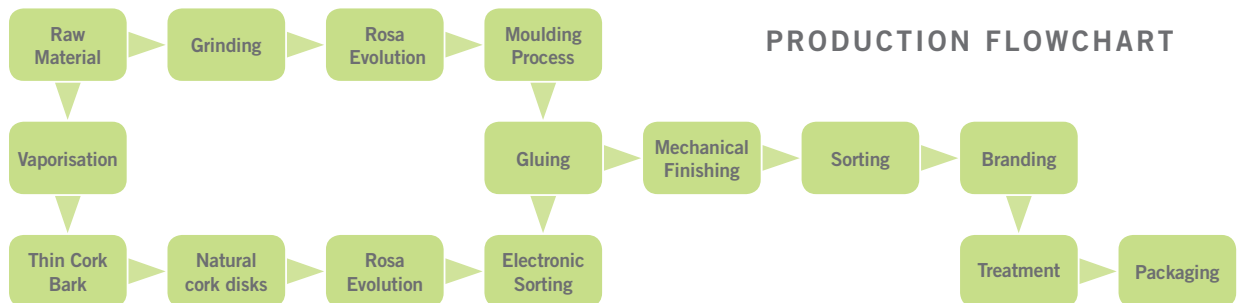 PRODUCTION FLOWCHART
Raw
Material
Grinding
Rosa
Evolution
Moulding
Process
Vaporisation
Gluing
Mechanical
Finishing
Sorting
Branding
Thin Cork
Bark
Natural
cork disks
Rosa
Evolution
Electronic
Sorting
Treatment
Packaging